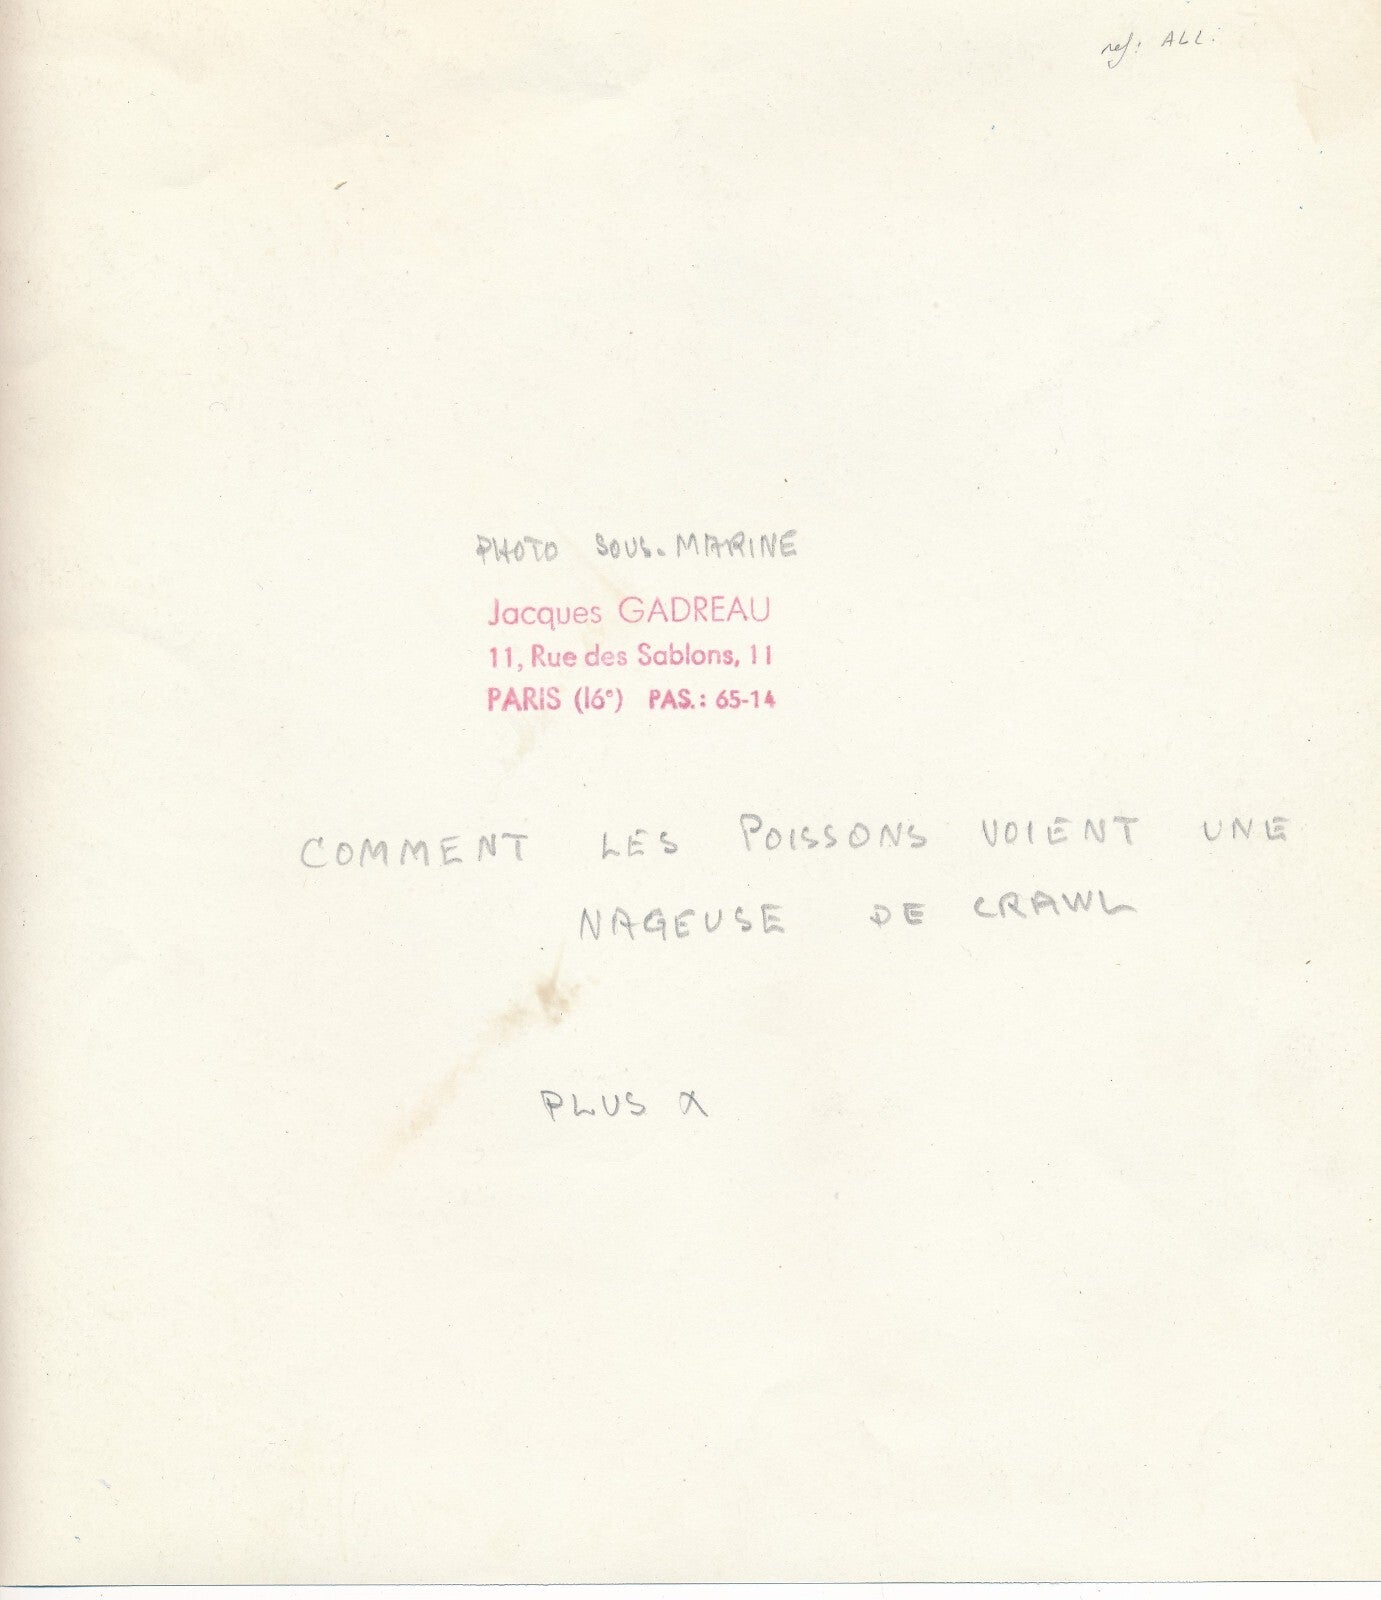 ref: ALL:
PHOTO SOUS-MARINE
Jacques GADREAU
11, Rue des Sablons, 11
PARIS (16e) PAS.: 65-14
COMMENT LES POISSONS VOIENT UNE
NAGEUSE DE CRAWL
PLUS X